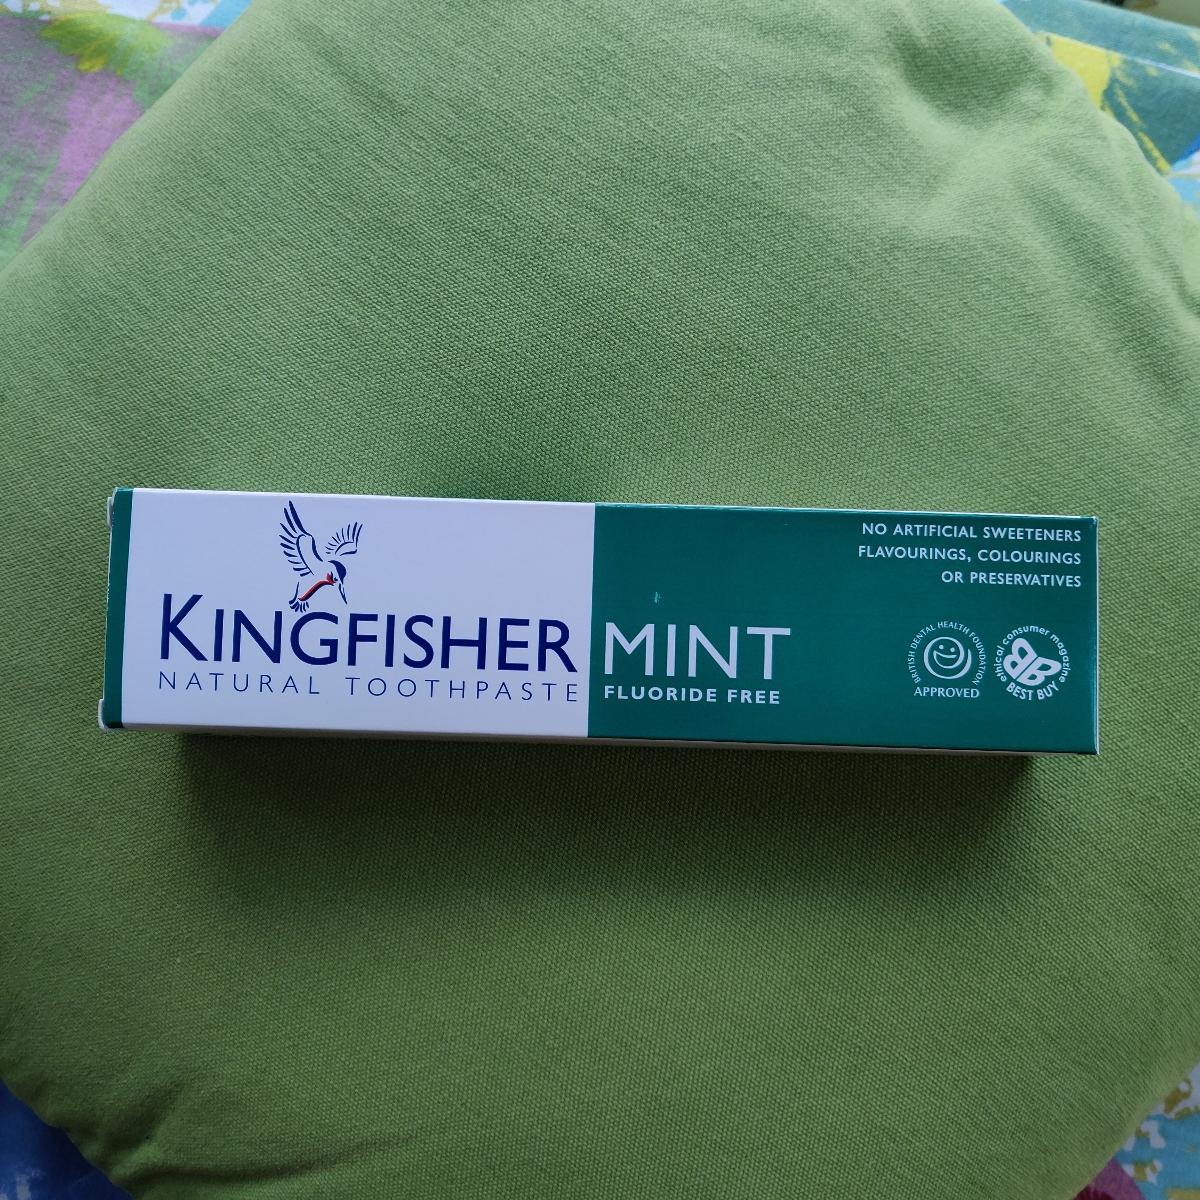 KINGFISHER
NATURAL TOOTHPASTE
MINT
FLUORIDE FREE
NO ARTIFICIAL SWEETENERS
FLAVOURINGS, COLOURINGS
OR PRESERVATIVES
BRITISH DENTAL HEALTH FOUNDATION
APPROVED
ethical consumer magazine
BB
BEST BUY